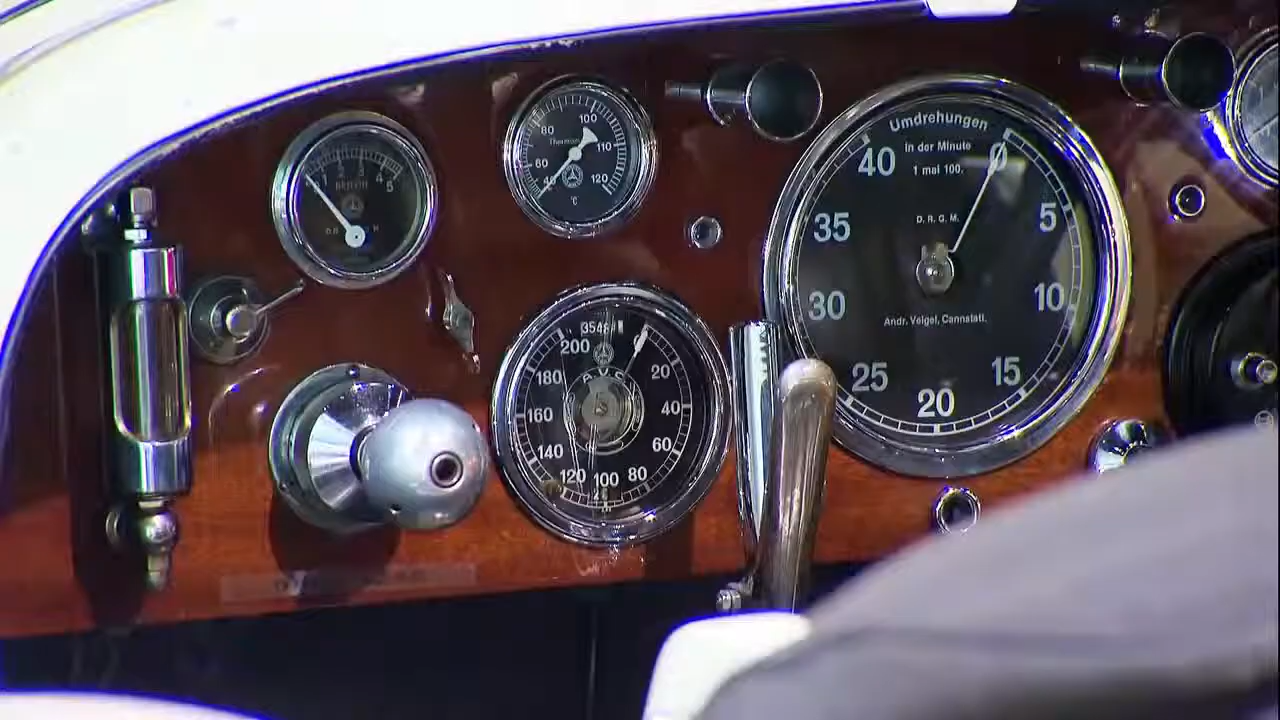 1 2 3 4 5
BENZIN
60 80 100 110 120
°C
Umdrehungen
in der Minute
1 mal 100.
D. R. G. M.
0 5 10 15 20 25 30 35 40
Andr. Veigel, Cannstatt.
3548
20 40 60 80 100 120 140 160 180 200